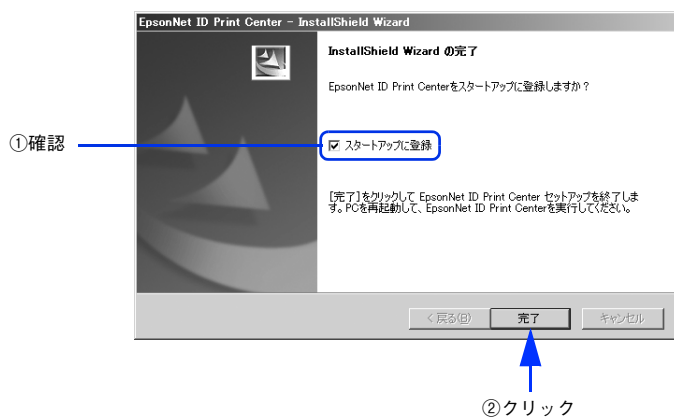 EpsonNet ID Print Center - InstallShield Wizard
InstallShield Wizard の完了
EpsonNet ID Print Centerをスタートアップに登録しますか？
①確認
スタートアップに登録
[完了]をクリックして EpsonNet ID Print Center セットアップを終了しま
す。PCを再起動して、EpsonNet ID Print Centerを実行してください。
< 戻る(B)
完了
キャンセル
②クリック